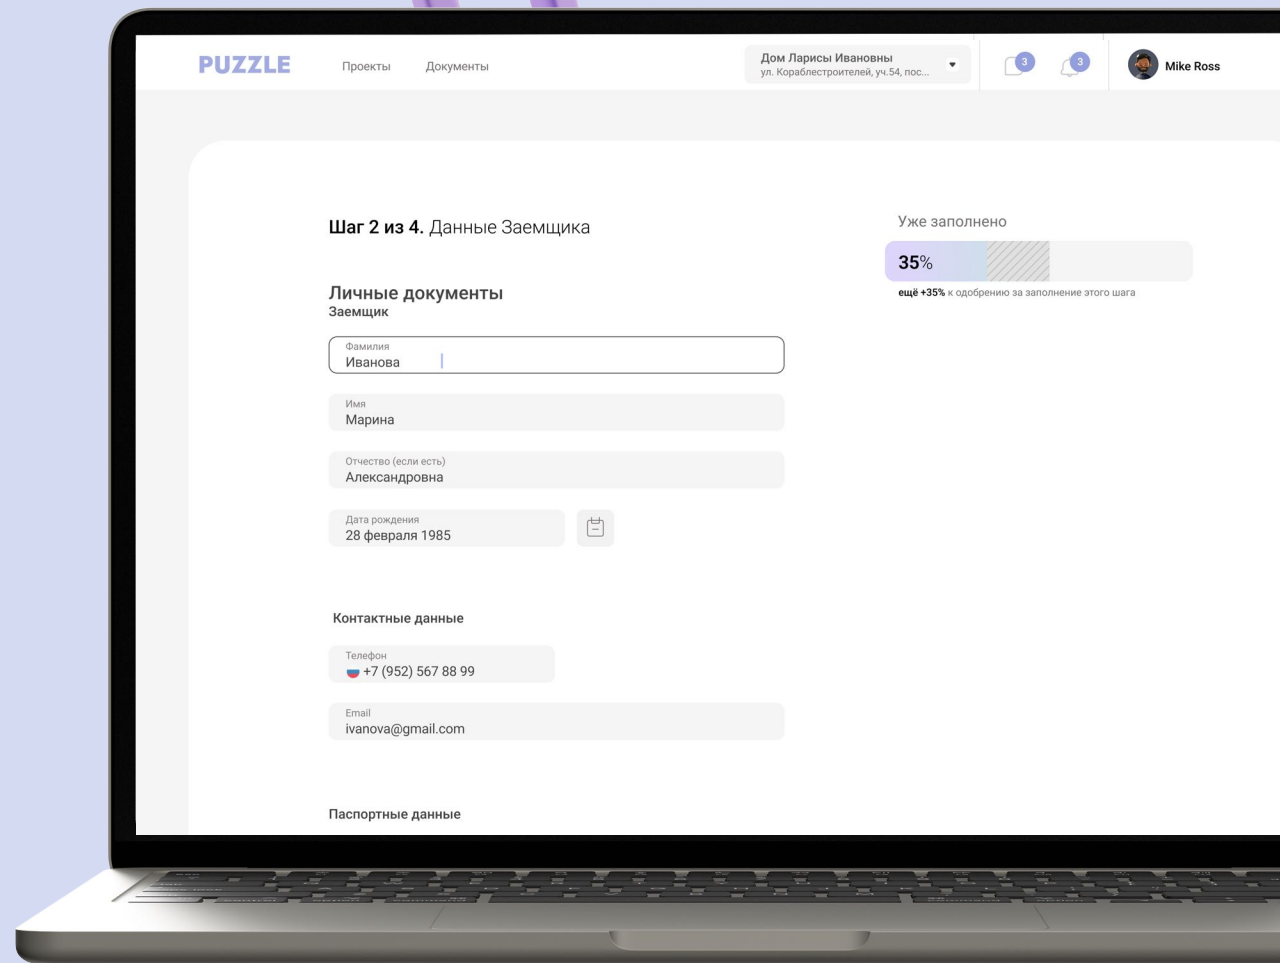 PUZZLE
Проекты
Документы
Дом Ларисы Ивановны
ул. Кораблестроителей, уч.54, пос...
3
3
Mike Ross
Шаг 2 из 4. Данные Заемщика
Уже заполнено
35%
ещё +35% к одобрению за заполнение этого шага
Личные документы
Заемщик
Фамилия
Иванова
Имя
Марина
Отчество (если есть)
Александровна
Дата рождения
28 февраля 1985
Контактные данные
Телефон
+7 (952) 567 88 99
Email
ivanova@gmail.com
Паспортные данные